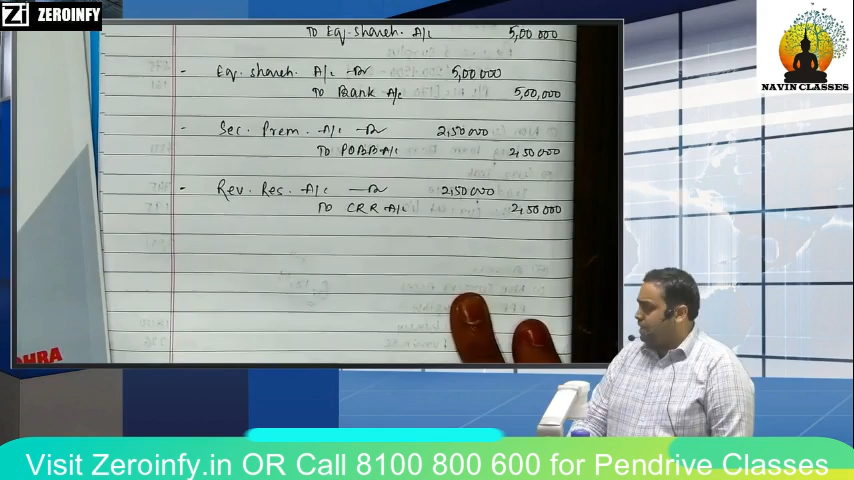 Zi ZEROINFY
NAVIN CLASSES
To Eq. shareh. A/c 5,00,000
- Eq. shareh. A/c Dr 5,00,000
To Bank A/c 5,00,000
- Sec. Prem. A/c Dr 2,50,000
To POBB A/c 2,50,000
- Rev. Res. A/c Dr 2,50,000
To CRR A/c 2,50,000
Visit Zeroinfy.in OR Call 8100 800 600 for Pendrive Classes